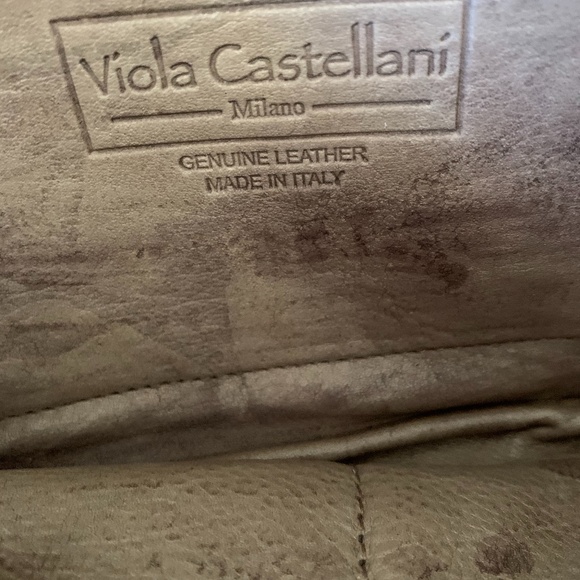 Viola Castellani
Milano
GENUINE LEATHER
MADE IN ITALY